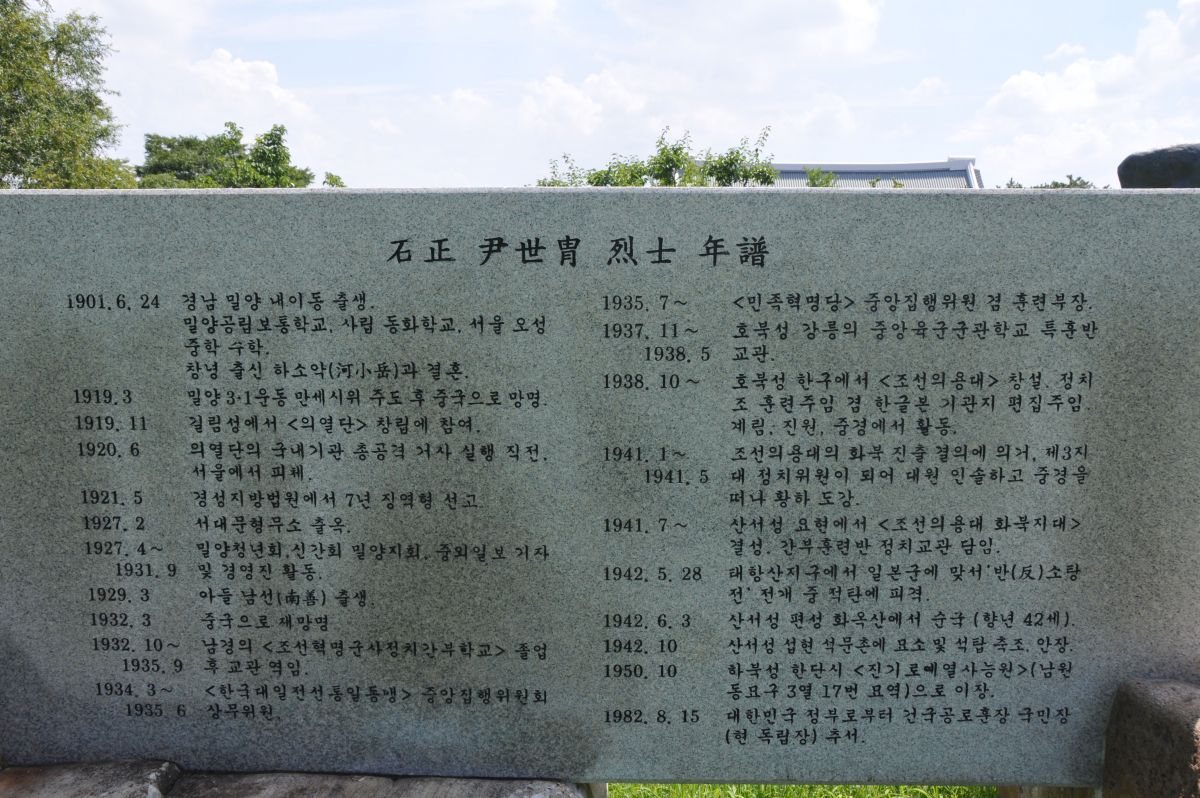 石正 尹世胄 烈士 年譜
1901. 6. 24 경남 밀양 내이동 출생.
밀양공립보통학교, 사립 동화학교, 서울 오성
중학 수학.
창녕 출신 하소악(河小岳)과 결혼.
1919. 3 밀양 3·1운동 만세시위 주도 후 중국으로 망명.
1919. 11 길림성에서 <의열단> 창립에 참여.
1920. 6 의열단의 국내기관 총공격 거사 실행 직전,
서울에서 피체.
1921. 5 경성지방법원에서 7년 징역형 선고
1927. 2 서대문형무소 출옥.
1927. 4~ 밀양청년회, 신간회 밀양지회, 중외일보 기자
1931. 9 및 경영진 활동.
1929. 3 아들 남선(南善) 출생.
1932. 3 중국으로 재망명
1932. 10~ 남경의 <조선혁명군사정치간부학교> 졸업
1935. 9 후 교관 역임.
1934. 3~ <한국대일전선통일동맹> 중앙집행위원회
1935 6 상무위원.
1935. 7~ <민족혁명당> 중앙집행위원 겸 훈련부장.
1937. 11~ 호북성 강릉의 중앙육군군관학교 특훈반
1938. 5 교관.
1938. 10~ 호북성 한구에서 <조선의용대> 창설. 정치
조 훈련주임 겸 한글본 기관지 편집주임.
계림, 진원, 중경에서 활동.
1941. 1~ 조선의용대의 화북 진출 결의에 의거, 제3지
1941. 5 대 정치위원이 되어 대원 인솔하고 중경을
떠나 황하 도강.
1941. 7~ 산서성 요현에서 <조선의용대 화북지대>
결성. 간부훈련반 정치교관 담임.
1942. 5. 28 태항산지구에서 일본군에 맞서 '반(反)소탕
전' 전개 중 적탄에 피격.
1942. 6. 3 산서성 편성 화옥산에서 순국 (향년 42세).
1942. 10 산서성 섭현 석문촌에 묘소 및 석탑 축조, 안장.
1950. 10 하북성 한단시 <진기로예열사능원>(남원
동묘구 3열 17번 묘역)으로 이장.
1982. 8. 15 대한민국 정부로부터 건국공로훈장 국민장
(현 독립장) 추서.